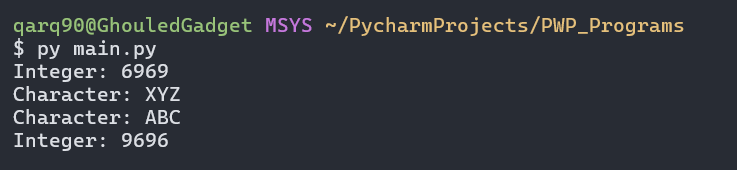 qarq90@GhouledGadget MSYS ~/PycharmProjects/PWP_Programs
$ py main.py
Integer: 6969
Character: XYZ
Character: ABC
Integer: 9696